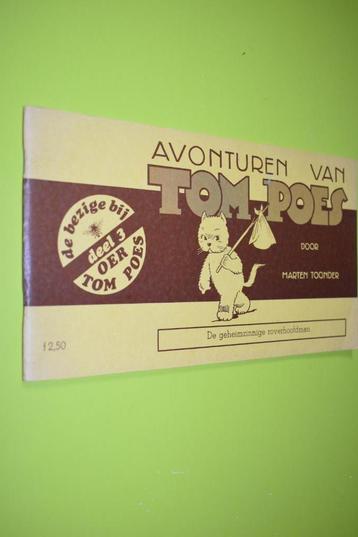 AVONTUREN VAN
TOM POES
DOOR
MARTEN TOONDER
de bezige bij
deel 3
OER
TOM POES
De geheimzinnige roverhoofdman
f 2,50